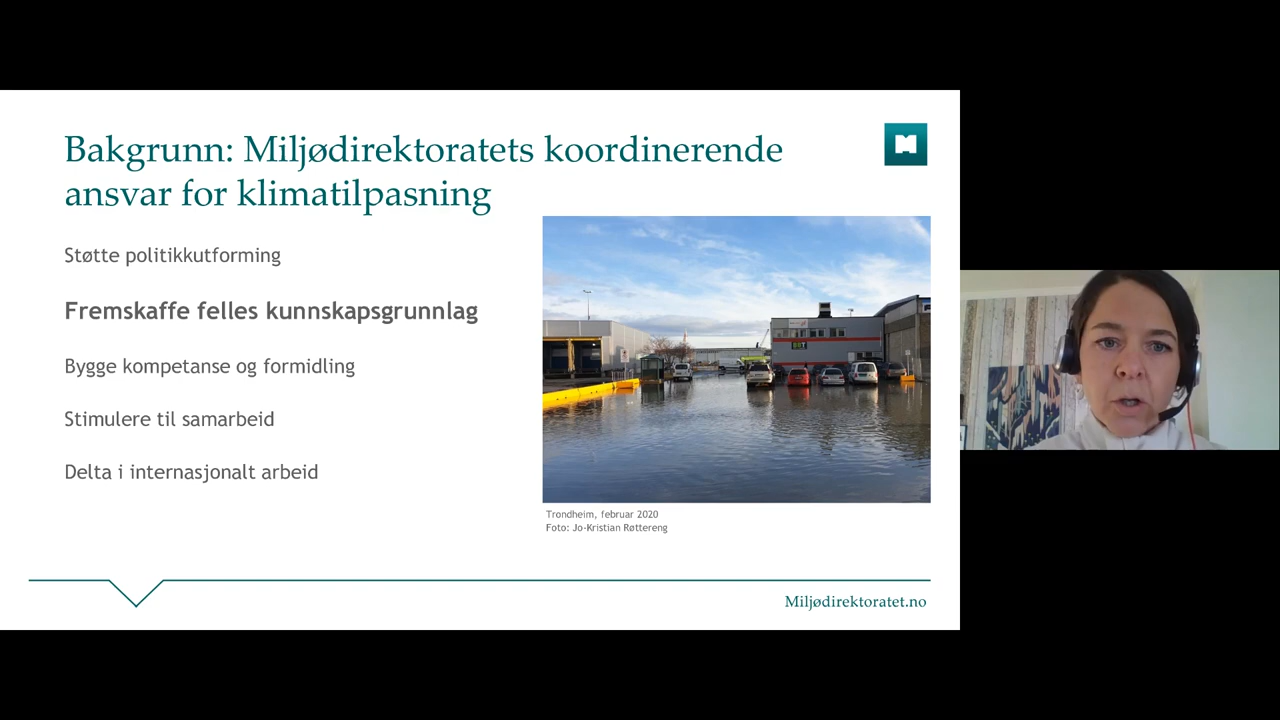 Bakgrunn: Miljødirektoratets koordinerende
ansvar for klimatilpasning
Støtte politikkutforming
Fremskaffe felles kunnskapsgrunnlag
Bygge kompetanse og formidling
Stimulere til samarbeid
Delta i internasjonalt arbeid
Trondheim, februar 2020
Foto: Jo-Kristian Røttereng
Miljødirektoratet.no